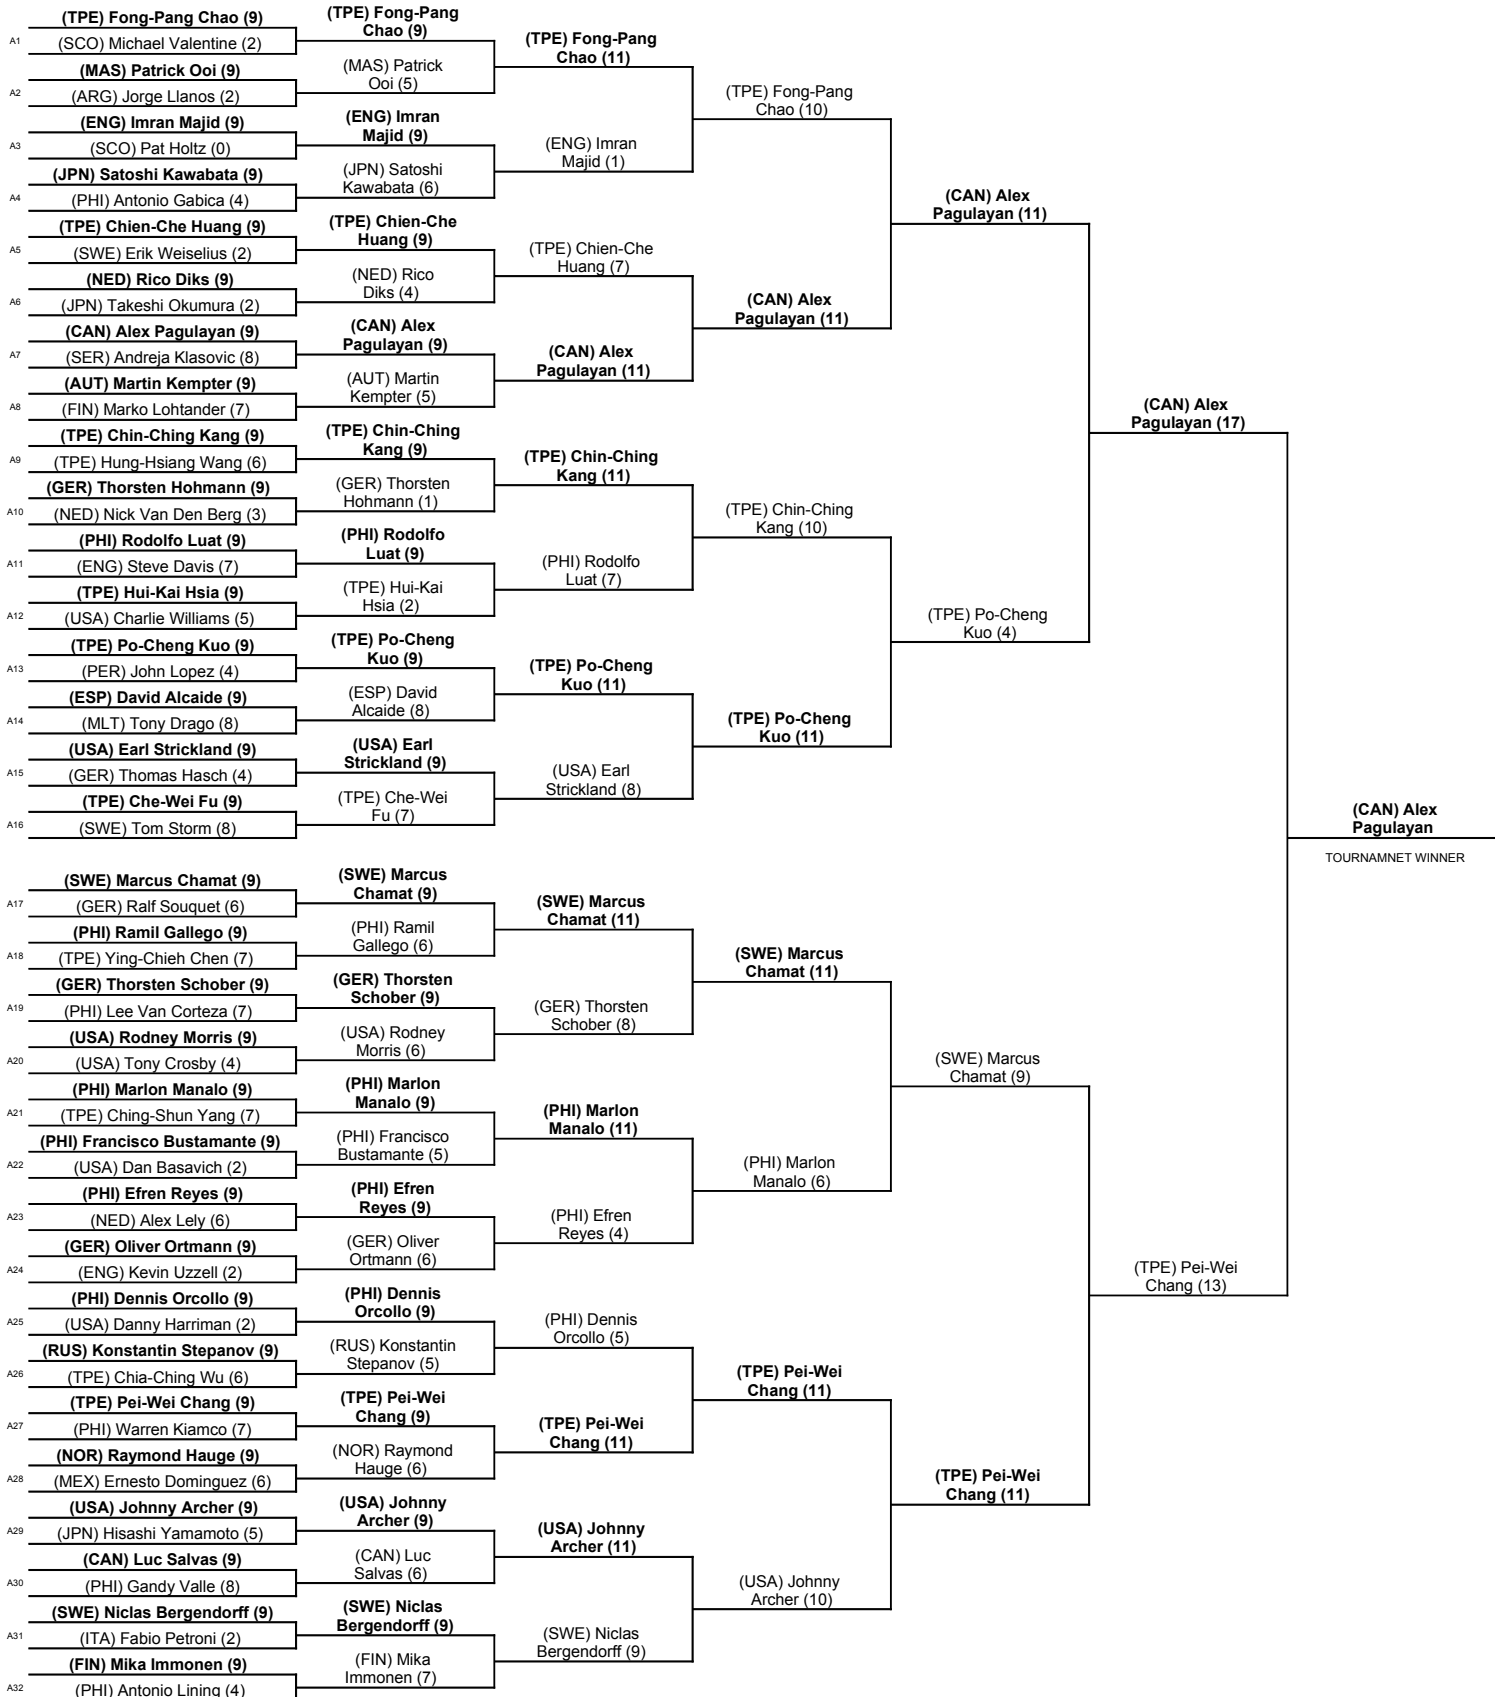 A1
(TPE) Fong-Pang Chao (9)
(SCO) Michael Valentine (2)
A2
(MAS) Patrick Ooi (9)
(ARG) Jorge Llanos (2)
A3
(ENG) Imran Majid (9)
(SCO) Pat Holtz (0)
A4
(JPN) Satoshi Kawabata (9)
(PHI) Antonio Gabica (4)
A5
(TPE) Chien-Che Huang (9)
(SWE) Erik Weiselius (2)
A6
(NED) Rico Diks (9)
(JPN) Takeshi Okumura (2)
A7
(CAN) Alex Pagulayan (9)
(SER) Andreja Klasovic (8)
A8
(AUT) Martin Kempter (9)
(FIN) Marko Lohtander (7)
A9
(TPE) Chin-Ching Kang (9)
(TPE) Hung-Hsiang Wang (6)
A10
(GER) Thorsten Hohmann (9)
(NED) Nick Van Den Berg (3)
A11
(PHI) Rodolfo Luat (9)
(ENG) Steve Davis (7)
A12
(TPE) Hui-Kai Hsia (9)
(USA) Charlie Williams (5)
A13
(TPE) Po-Cheng Kuo (9)
(PER) John Lopez (4)
A14
(ESP) David Alcaide (9)
(MLT) Tony Drago (8)
A15
(USA) Earl Strickland (9)
(GER) Thomas Hasch (4)
A16
(TPE) Che-Wei Fu (9)
(SWE) Tom Storm (8)
A17
(SWE) Marcus Chamat (9)
(GER) Ralf Souquet (6)
A18
(PHI) Ramil Gallego (9)
(TPE) Ying-Chieh Chen (7)
A19
(GER) Thorsten Schober (9)
(PHI) Lee Van Corteza (7)
A20
(USA) Rodney Morris (9)
(USA) Tony Crosby (4)
A21
(PHI) Marlon Manalo (9)
(TPE) Ching-Shun Yang (7)
A22
(PHI) Francisco Bustamante (9)
(USA) Dan Basavich (2)
A23
(PHI) Efren Reyes (9)
(NED) Alex Lely (6)
A24
(GER) Oliver Ortmann (9)
(ENG) Kevin Uzzell (2)
A25
(PHI) Dennis Orcollo (9)
(USA) Danny Harriman (2)
A26
(RUS) Konstantin Stepanov (9)
(TPE) Chia-Ching Wu (6)
A27
(TPE) Pei-Wei Chang (9)
(PHI) Warren Kiamco (7)
A28
(NOR) Raymond Hauge (9)
(MEX) Ernesto Dominguez (6)
A29
(USA) Johnny Archer (9)
(JPN) Hisashi Yamamoto (5)
A30
(CAN) Luc Salvas (9)
(PHI) Gandy Valle (8)
A31
(SWE) Niclas Bergendorff (9)
(ITA) Fabio Petroni (2)
A32
(FIN) Mika Immonen (9)
(PHI) Antonio Lining (4)
(TPE) Fong-Pang
Chao (9)
(MAS) Patrick
Ooi (5)
(ENG) Imran
Majid (9)
(JPN) Satoshi
Kawabata (6)
(TPE) Chien-Che
Huang (9)
(NED) Rico
Diks (4)
(CAN) Alex
Pagulayan (9)
(AUT) Martin
Kempter (5)
(TPE) Chin-Ching
Kang (9)
(GER) Thorsten
Hohmann (1)
(PHI) Rodolfo
Luat (9)
(TPE) Hui-Kai
Hsia (2)
(TPE) Po-Cheng
Kuo (9)
(ESP) David
Alcaide (8)
(USA) Earl
Strickland (9)
(TPE) Che-Wei
Fu (7)
(SWE) Marcus
Chamat (9)
(PHI) Ramil
Gallego (6)
(GER) Thorsten
Schober (9)
(USA) Rodney
Morris (6)
(PHI) Marlon
Manalo (9)
(PHI) Francisco
Bustamante (5)
(PHI) Efren
Reyes (9)
(GER) Oliver
Ortmann (6)
(PHI) Dennis
Orcollo (9)
(RUS) Konstantin
Stepanov (5)
(TPE) Pei-Wei
Chang (9)
(NOR) Raymond
Hauge (6)
(USA) Johnny
Archer (9)
(CAN) Luc
Salvas (6)
(SWE) Niclas
Bergendorff (9)
(FIN) Mika
Immonen (7)
(TPE) Fong-Pang
Chao (11)
(ENG) Imran
Majid (1)
(TPE) Chien-Che
Huang (7)
(CAN) Alex
Pagulayan (11)
(TPE) Chin-Ching
Kang (11)
(PHI) Rodolfo
Luat (7)
(TPE) Po-Cheng
Kuo (11)
(USA) Earl
Strickland (8)
(SWE) Marcus
Chamat (11)
(GER) Thorsten
Schober (8)
(PHI) Marlon
Manalo (11)
(PHI) Efren
Reyes (4)
(PHI) Dennis
Orcollo (5)
(TPE) Pei-Wei
Chang (11)
(USA) Johnny
Archer (11)
(SWE) Niclas
Bergendorff (9)
(TPE) Fong-Pang
Chao (10)
(CAN) Alex
Pagulayan (11)
(TPE) Chin-Ching
Kang (10)
(TPE) Po-Cheng
Kuo (11)
(SWE) Marcus
Chamat (11)
(PHI) Marlon
Manalo (6)
(TPE) Pei-Wei
Chang (11)
(USA) Johnny
Archer (10)
(CAN) Alex
Pagulayan (11)
(TPE) Po-Cheng
Kuo (4)
(SWE) Marcus
Chamat (9)
(TPE) Pei-Wei
Chang (11)
(CAN) Alex
Pagulayan (17)
(TPE) Pei-Wei
Chang (13)
(CAN) Alex
Pagulayan
TOURNAMNET WINNER